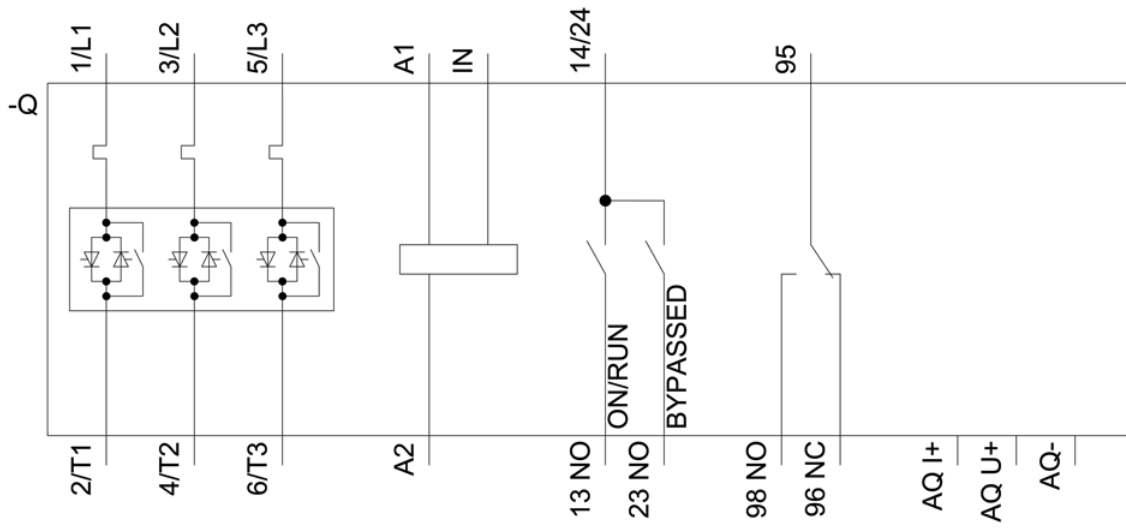 -Q
1/L1
3/L2
5/L3
A1
IN
14/24
95
ON/RUN
BYPASSED
2/T1
4/T2
6/T3
A2
13 NO
23 NO
98 NO
96 NC
AQ I+
AQ U+
AQ-